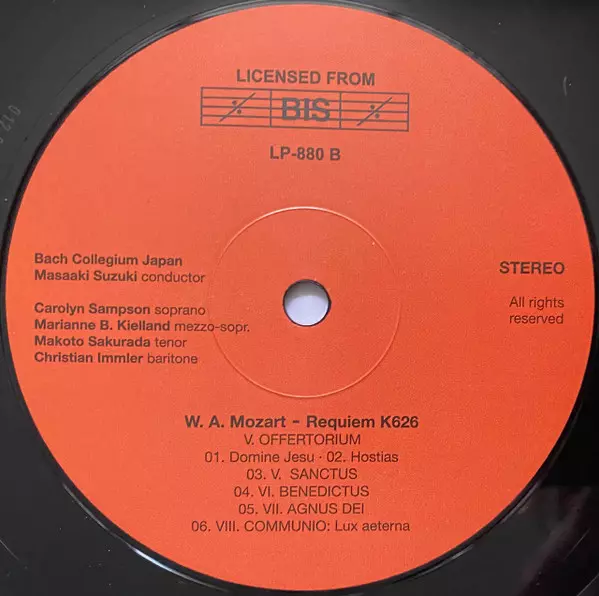 LICENSED FROM
BIS
LP-880 B
Bach Collegium Japan
Masaaki Suzuki conductor
STEREO
Carolyn Sampson soprano
Marianne B. Kielland mezzo-sopr.
Makoto Sakurada tenor
Christian Immler baritone
All rights
reserved
W. A. Mozart - Requiem K626
V. OFFERTORIUM
01. Domine Jesu · 02. Hostias
03. V. SANCTUS
04. VI. BENEDICTUS
05. VII. AGNUS DEI
06. VIII. COMMUNIO: Lux aeterna